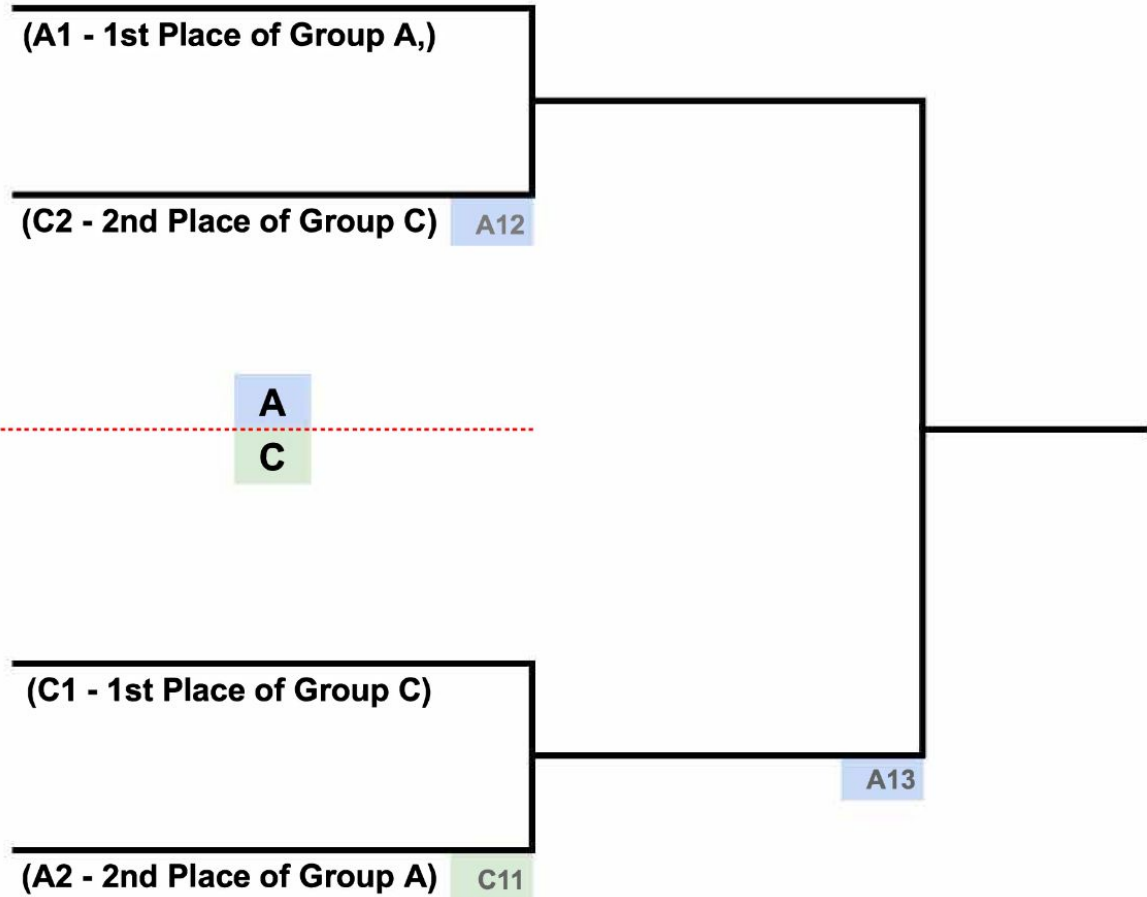 (A1 - 1st Place of Group A,)
(C2 - 2nd Place of Group C)
A12
A
C
(C1 - 1st Place of Group C)
A13
(A2 - 2nd Place of Group A)
C11